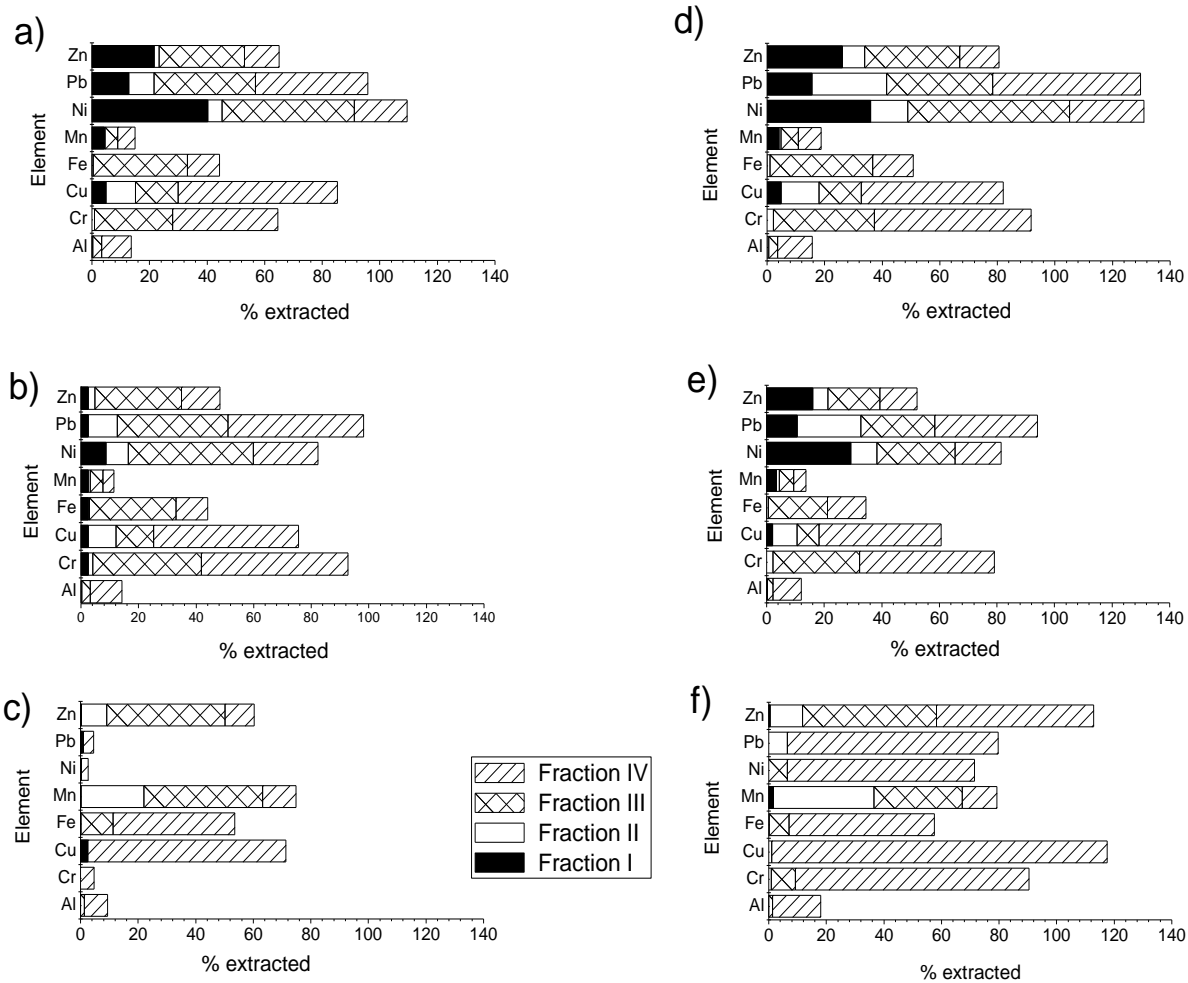 a)
Zn
Pb
Ni
Mn
Fe
Cu
Cr
Al
Element
0 20 40 60 80 100 120 140
% extracted
d)
Zn
Pb
Ni
Mn
Fe
Cu
Cr
Al
Element
0 20 40 60 80 100 120 140
% extracted
b)
Zn
Pb
Ni
Mn
Fe
Cu
Cr
Al
Element
0 20 40 60 80 100 120 140
% extracted
e)
Zn
Pb
Ni
Mn
Fe
Cu
Cr
Al
Element
0 20 40 60 80 100 120 140
% extracted
c)
Zn
Pb
Ni
Mn
Fe
Cu
Cr
Al
Element
0 20 40 60 80 100 120 140
% extracted
Fraction IV
Fraction III
Fraction II
Fraction I
f)
Zn
Pb
Ni
Mn
Fe
Cu
Cr
Al
Element
0 20 40 60 80 100 120 140
% extracted